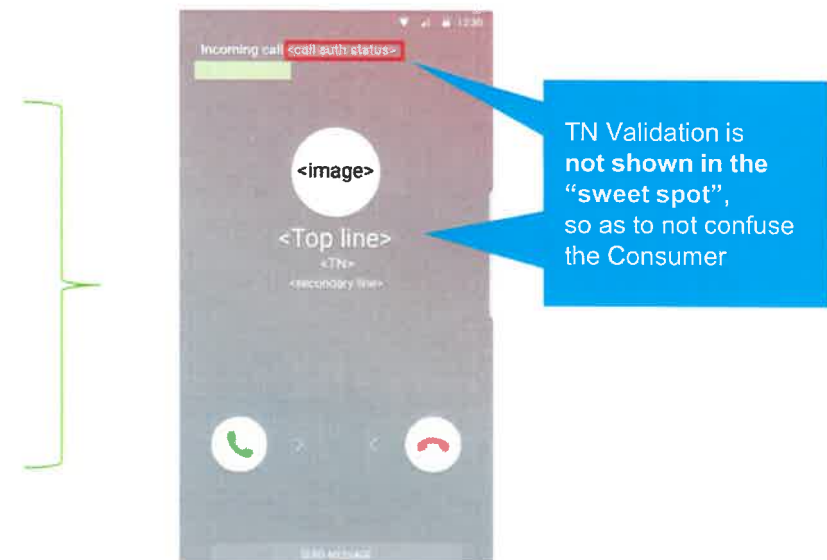 12:30
Incoming call <call auth status>
<image>
<Top line>
<TN>
<secondary line>
SEND MESSAGE
TN Validation is
not shown in the
“sweet spot”,
so as to not confuse
the Consumer